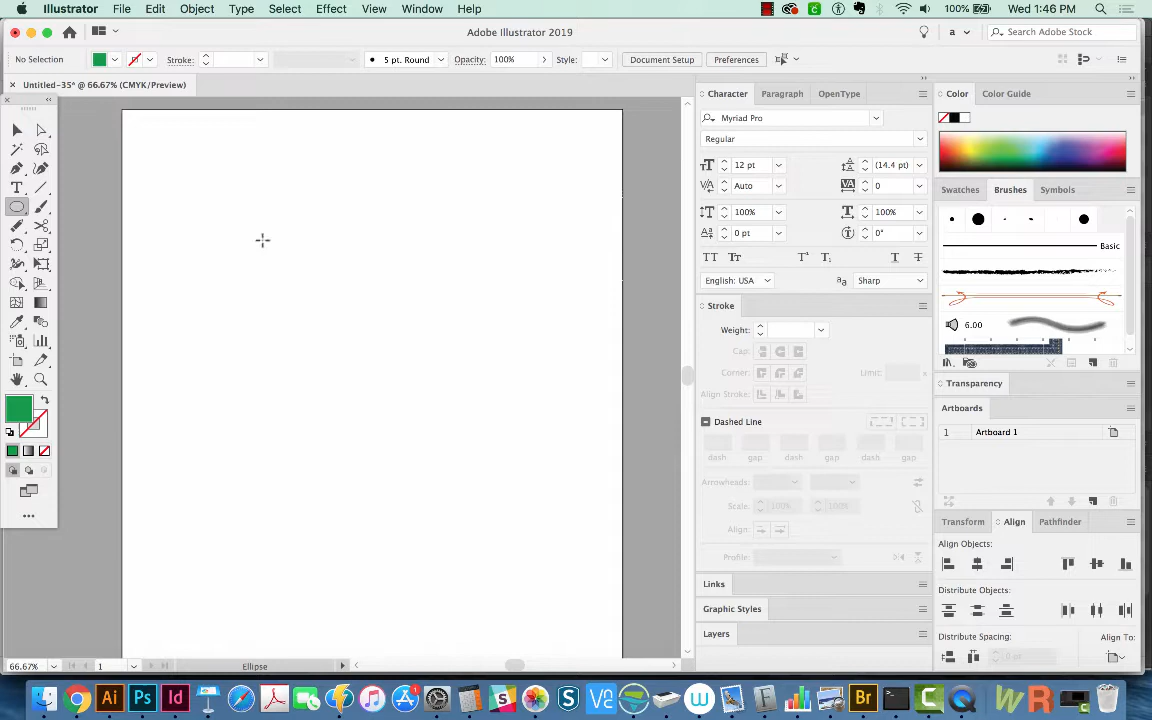 Illustrator File Edit Object Type Select Effect View Window Help 100% Wed 1:46 PM
Adobe Illustrator 2019 a Search Adobe Stock
No Selection Stroke: 5 pt. Round Opacity: 100% Style: Document Setup Preferences
× Untitled-35* @ 66.67% (CMYK/Preview)
Character Paragraph OpenType
Color Color Guide
Myriad Pro
Regular
12 pt (14.4 pt)
Auto 0
Swatches Brushes Symbols
100% 100%
0 pt 0°
Basic
English: USA Sharp
Stroke
Weight:
6.00
Cap:
Corner: Limit: x
Align Stroke:
Transparency
Artboards
Dashed Line
1 Artboard 1
dash gap dash gap dash gap
Arrowheads:
Scale: 100% 100%
Align:
Profile:
Transform Align Pathfinder
Align Objects:
Links
Distribute Objects:
Graphic Styles
Layers
Distribute Spacing: Align To:
0 pt
66.67% 1 Ellipse
Ai Ps Id S Br W R